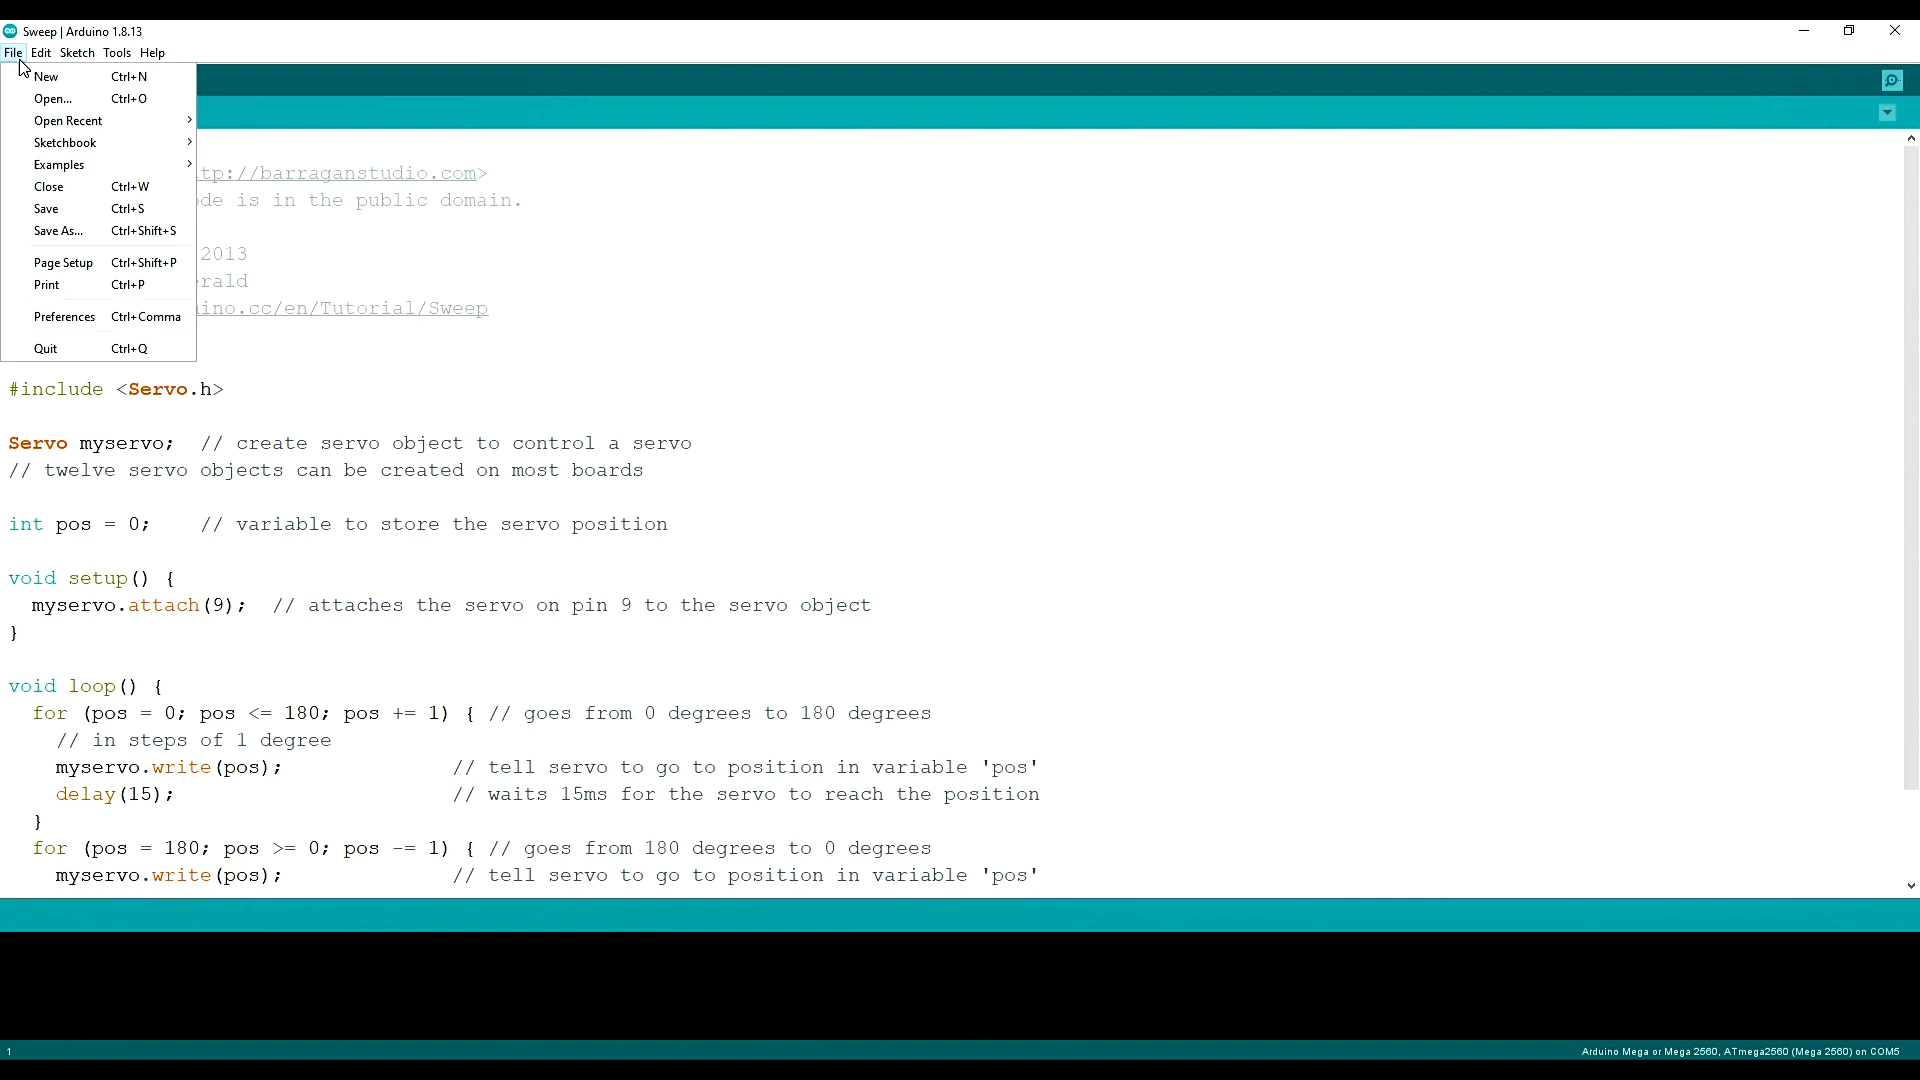 Sweep | Arduino 1.8.13
File Edit Sketch Tools Help
New Ctrl+N
Open... Ctrl+O
Open Recent
Sketchbook
Examples
Close Ctrl+W
Save Ctrl+S
Save As... Ctrl+Shift+S
Page Setup Ctrl+Shift+P
Print Ctrl+P
Preferences Ctrl+Comma
Quit Ctrl+Q
tp://barraganstudio.com>
de is in the public domain.
2013
erald
ino.cc/en/Tutorial/Sweep
#include <Servo.h>
Servo myservo;  // create servo object to control a servo
// twelve servo objects can be created on most boards
int pos = 0;    // variable to store the servo position
void setup() {
  myservo.attach(9);  // attaches the servo on pin 9 to the servo object
}
void loop() {
  for (pos = 0; pos <= 180; pos += 1) { // goes from 0 degrees to 180 degrees
    // in steps of 1 degree
    myservo.write(pos);              // tell servo to go to position in variable 'pos'
    delay(15);                       // waits 15ms for the servo to reach the position
  }
  for (pos = 180; pos >= 0; pos -= 1) { // goes from 180 degrees to 0 degrees
    myservo.write(pos);              // tell servo to go to position in variable 'pos'
1
Arduino Mega or Mega 2560, ATmega2560 (Mega 2560) on COM5